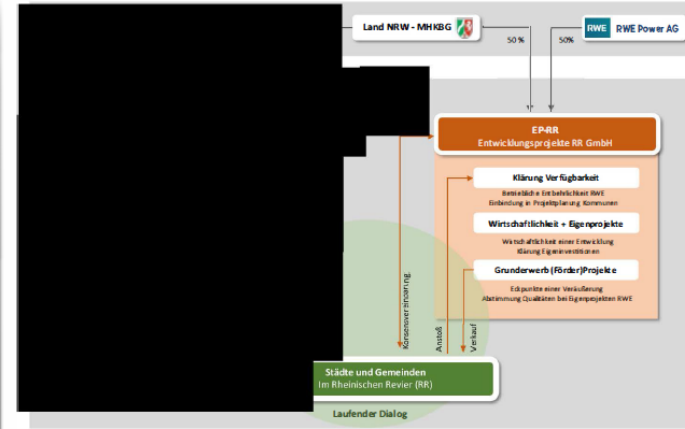 Land NRW - MHKBG
RWE
RWE Power AG
50 %
50%
EP-RR
Entwicklungsprojekte RR GmbH
Klärung Verfügbarkeit
Betriebliche Entbehrlichkeit RWE
Einbindung in Projektplanung Kommunen
Wirtschaftlichkeit + Eigenprojekte
Wirtschaftlichkeit einer Entwicklung
Klärung Eigeninvestitionen
Grunderwerb (Förder)Projekte
Eckpunkte einer Veräußerung
Abstimmung Qualitäten bei Eigenprojekten RWE
Konsensvereinbarung
Anstoß
Verkauf
Städte und Gemeinden
Im Rheinischen Revier (RR)
Laufender Dialog